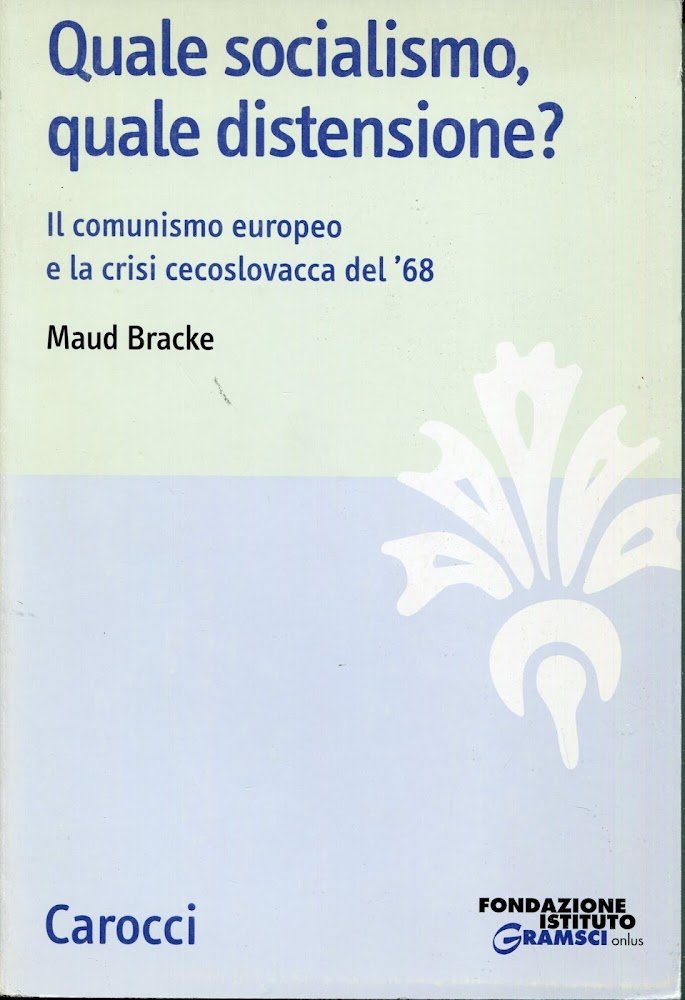 Quale socialismo,
quale distensione?
Il comunismo europeo
e la crisi cecoslovacca del ’68
Maud Bracke
Carocci
FONDAZIONE
ISTITUTO
GRAMSCI onlus